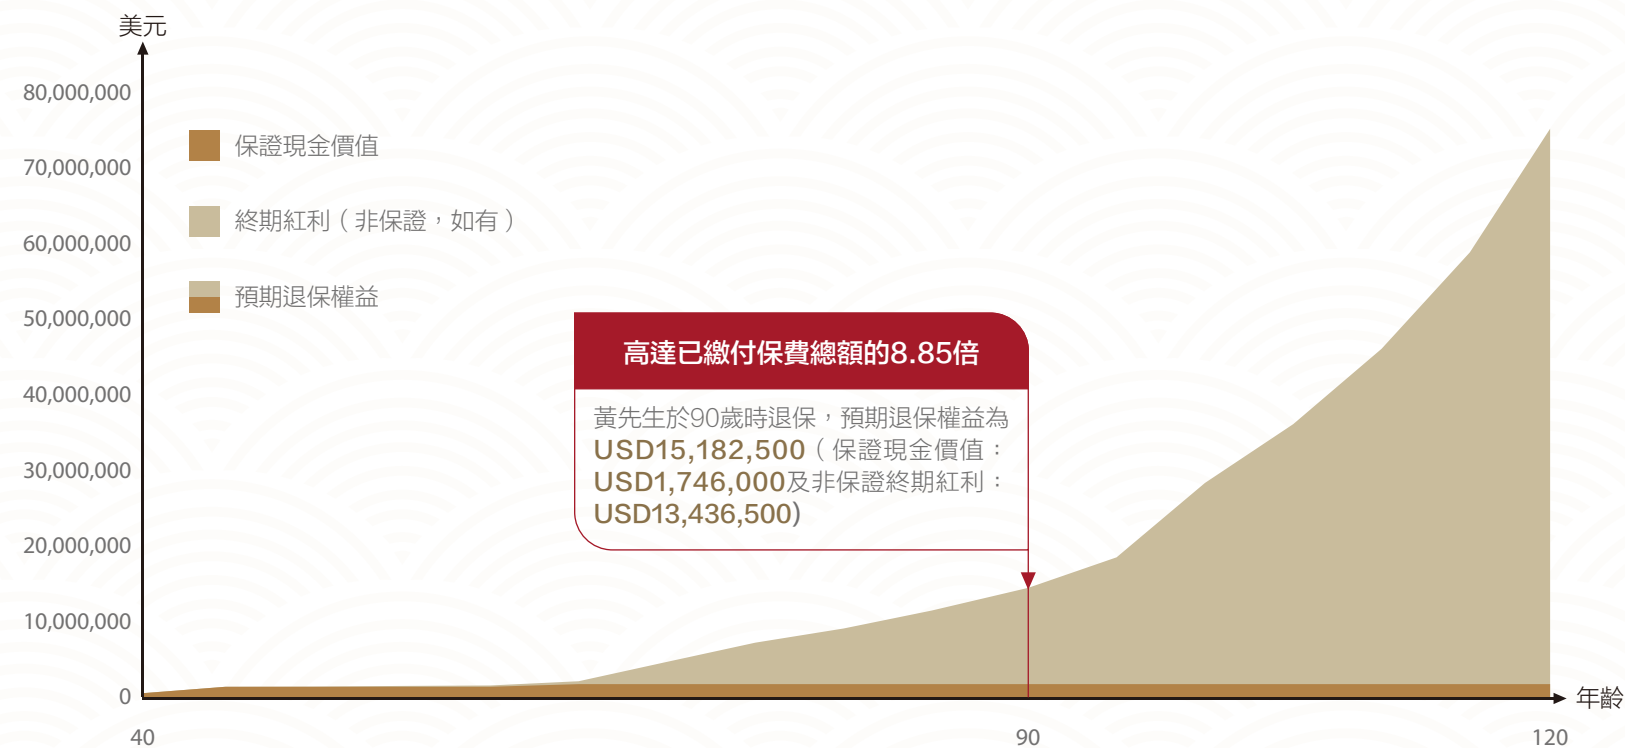 美元
80,000,000
70,000,000
60,000,000
50,000,000
40,000,000
30,000,000
20,000,000
10,000,000
0
保證現金價值
終期紅利（非保證，如有）
預期退保權益
高達已繳付保費總額的8.85倍
黃先生於90歲時退保，預期退保權益為
USD15,182,500（保證現金價值：
USD1,746,000及非保證終期紅利：
USD13,436,500)
年齡
40
90
120